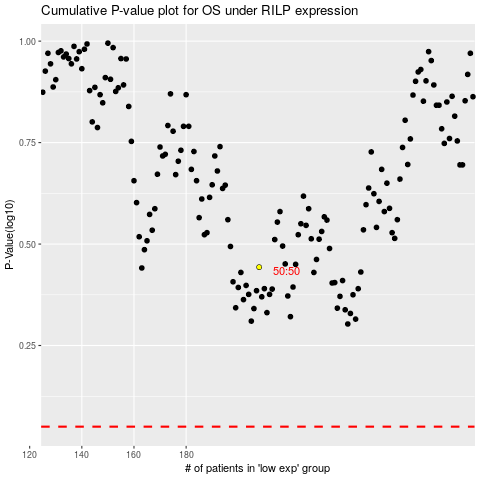 Cumulative P-value plot for OS under RILP expression
P-Value(log10)
1.00
0.75
0.50
0.25
50:50
120 140 160 180
# of patients in 'low exp' group